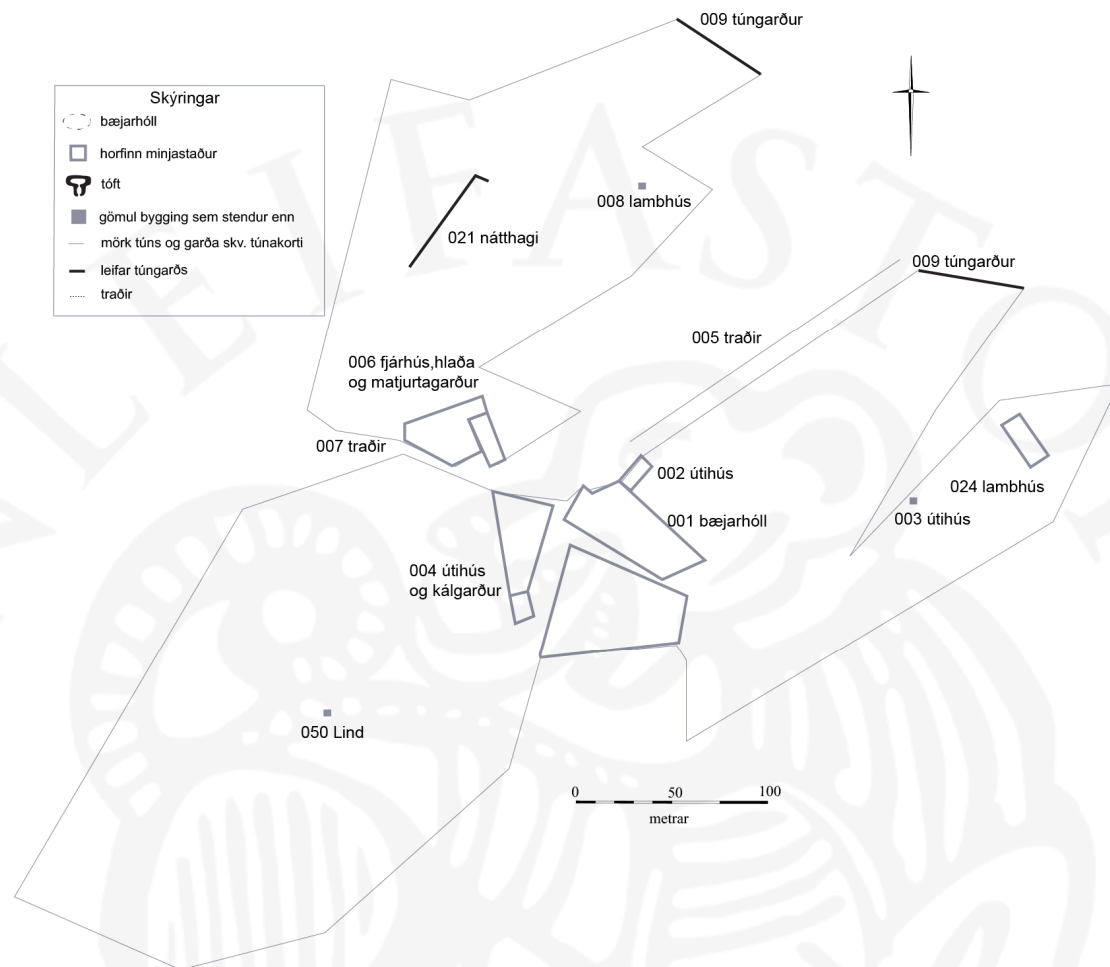 009 túngarður
Skýringar
bæjarhóll
horfinn minjastaður
tóft
gömul bygging sem stendur enn
mörk túns og garða skv. túnakorti
leifar túngarðs
traðir
008 lambhús
021 nátthagi
009 túngarður
005 traðir
006 fjárhús,hlaða
og matjurtagarður
007 traðir
002 útihús
024 lambhús
001 bæjarhóll
003 útihús
004 útihús
og kálgarður
050 Lind
0 50 100
metrar
LEIFASTO